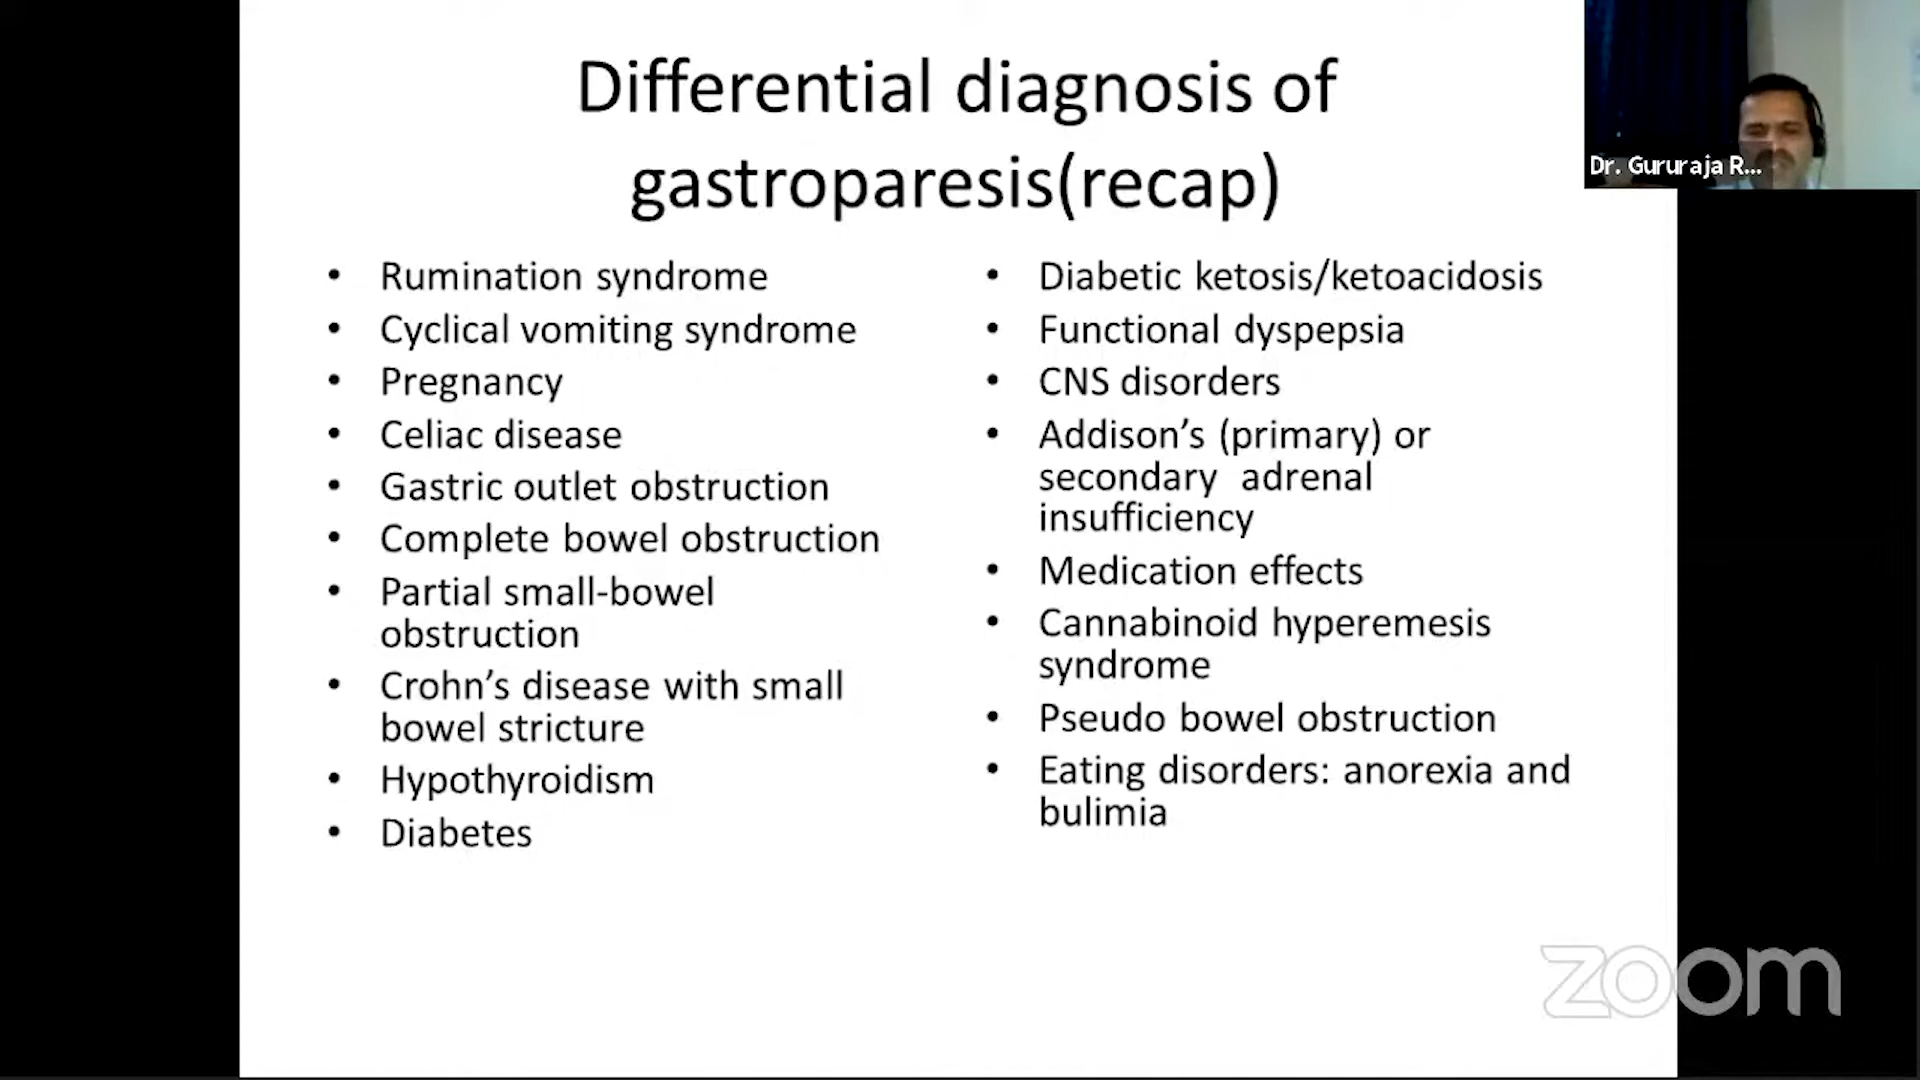 Differential diagnosis of
gastroparesis(recap)
Dr. Gururaja R...
• Rumination syndrome
• Cyclical vomiting syndrome
• Pregnancy
• Celiac disease
• Gastric outlet obstruction
• Complete bowel obstruction
• Partial small-bowel
obstruction
• Crohn’s disease with small
bowel stricture
• Hypothyroidism
• Diabetes
• Diabetic ketosis/ketoacidosis
• Functional dyspepsia
• CNS disorders
• Addison’s (primary) or
secondary adrenal
insufficiency
• Medication effects
• Cannabinoid hyperemesis
syndrome
• Pseudo bowel obstruction
• Eating disorders: anorexia and
bulimia
zoom